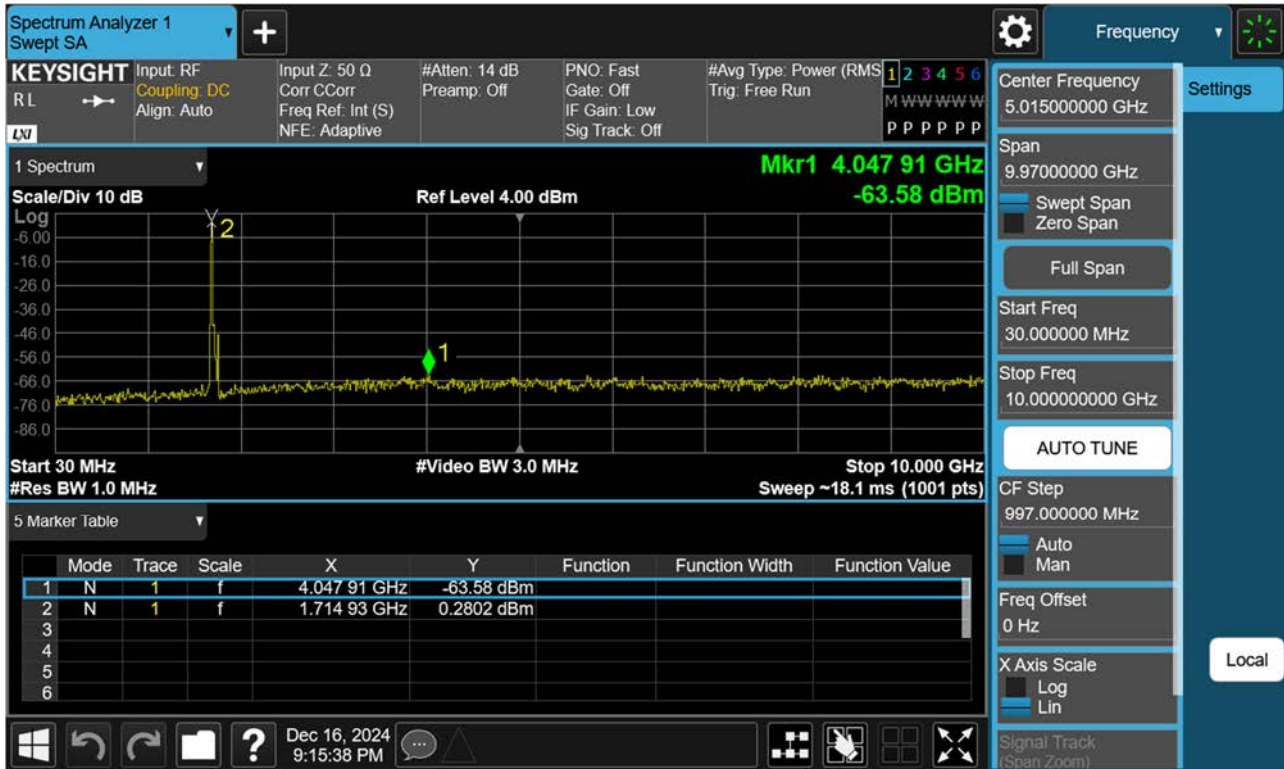 Spectrum Analyzer 1
Swept SA
+
Frequency
KEYSIGHT
R L
LXI
Input: RF
Coupling: DC
Align: Auto
Input Z: 50 Ω
Corr CCorr
Freq Ref: Int (S)
NFE: Adaptive
#Atten: 14 dB
Preamp: Off
PNO: Fast
Gate: Off
IF Gain: Low
Sig Track: Off
#Avg Type: Power (RMS
Trig: Free Run
1 2 3 4 5 6
M W W W W W
P P P P P P
1 Spectrum
Mkr1 4.047 91 GHz
-63.58 dBm
Scale/Div 10 dB
Ref Level 4.00 dBm
Log
-6.00
-16.0
-26.0
-36.0
-46.0
-56.0
-66.0
-76.0
-86.0
2
1
Start 30 MHz
#Video BW 3.0 MHz
Stop 10.000 GHz
#Res BW 1.0 MHz
Sweep ~18.1 ms (1001 pts)
5 Marker Table
Mode Trace Scale X Y Function Function Width Function Value
1 N 1 f 4.047 91 GHz -63.58 dBm
2 N 1 f 1.714 93 GHz 0.2802 dBm
3
4
5
6
Center Frequency
5.015000000 GHz
Span
9.97000000 GHz
Swept Span
Zero Span
Full Span
Start Freq
30.000000 MHz
Stop Freq
10.000000000 GHz
AUTO TUNE
CF Step
997.000000 MHz
Auto
Man
Freq Offset
0 Hz
X Axis Scale
Log
Lin
Signal Track
(Span Zoom)
Settings
Local
?
Dec 16, 2024
9:15:38 PM